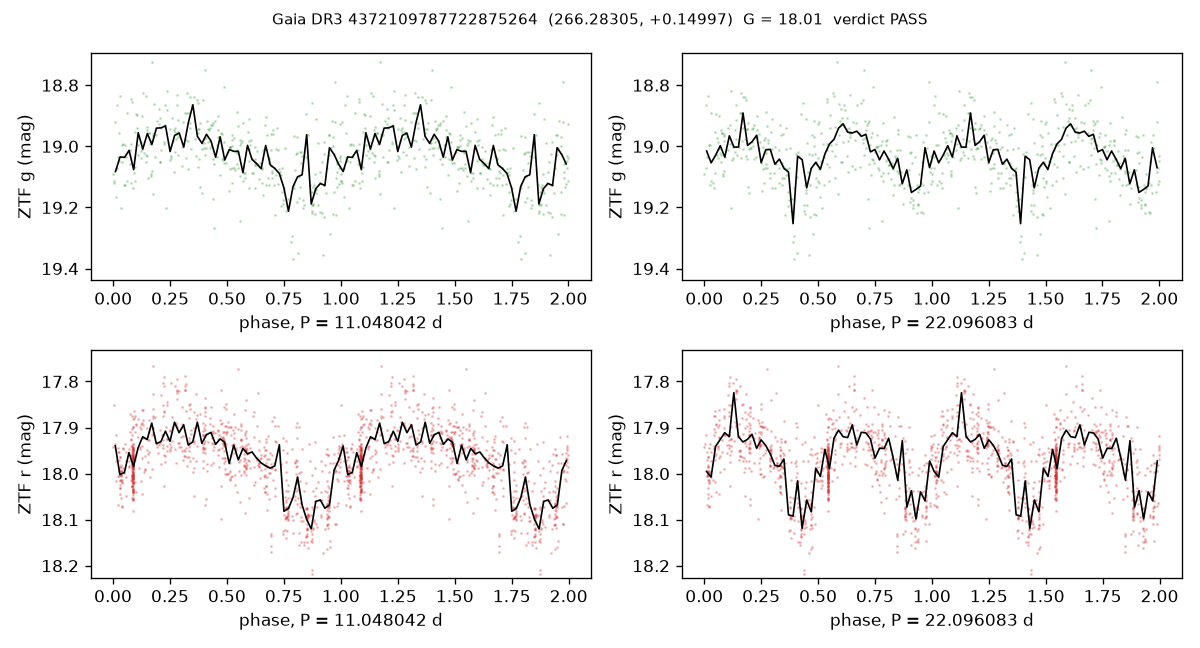 Gaia DR3 4372109787722875264  (266.28305, +0.14997)  G = 18.01  verdict PASS
ZTF g (mag)
18.8
19.0
19.2
19.4
0.00 0.25 0.50 0.75 1.00 1.25 1.50 1.75 2.00
phase, P = 11.048042 d
ZTF g (mag)
18.8
19.0
19.2
19.4
0.00 0.25 0.50 0.75 1.00 1.25 1.50 1.75 2.00
phase, P = 22.096083 d
ZTF r (mag)
17.8
17.9
18.0
18.1
18.2
0.00 0.25 0.50 0.75 1.00 1.25 1.50 1.75 2.00
phase, P = 11.048042 d
ZTF r (mag)
17.8
17.9
18.0
18.1
18.2
0.00 0.25 0.50 0.75 1.00 1.25 1.50 1.75 2.00
phase, P = 22.096083 d